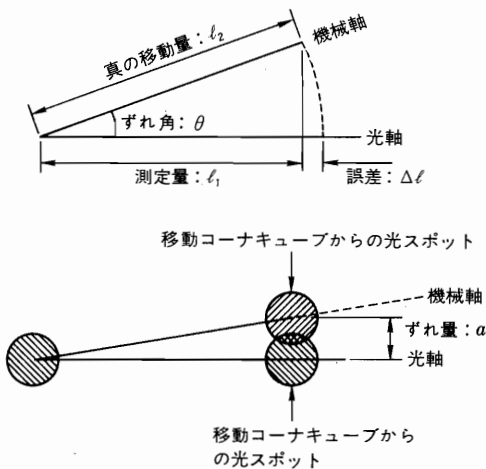 真の移動量：ℓ₂
機械軸
ずれ角：θ
光軸
測定量：ℓ₁
誤差：Δℓ
移動コーナキューブからの光スポット
機械軸
ずれ量：a
光軸
移動コーナキューブから
の光スポット